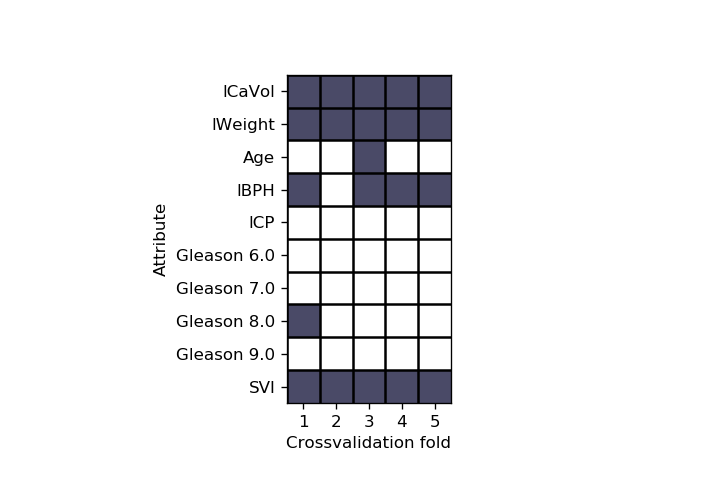 lCaVol
lWeight
Age
lBPH
lCP
Gleason 6.0
Gleason 7.0
Gleason 8.0
Gleason 9.0
SVI
Attribute
1 2 3 4 5
Crossvalidation fold